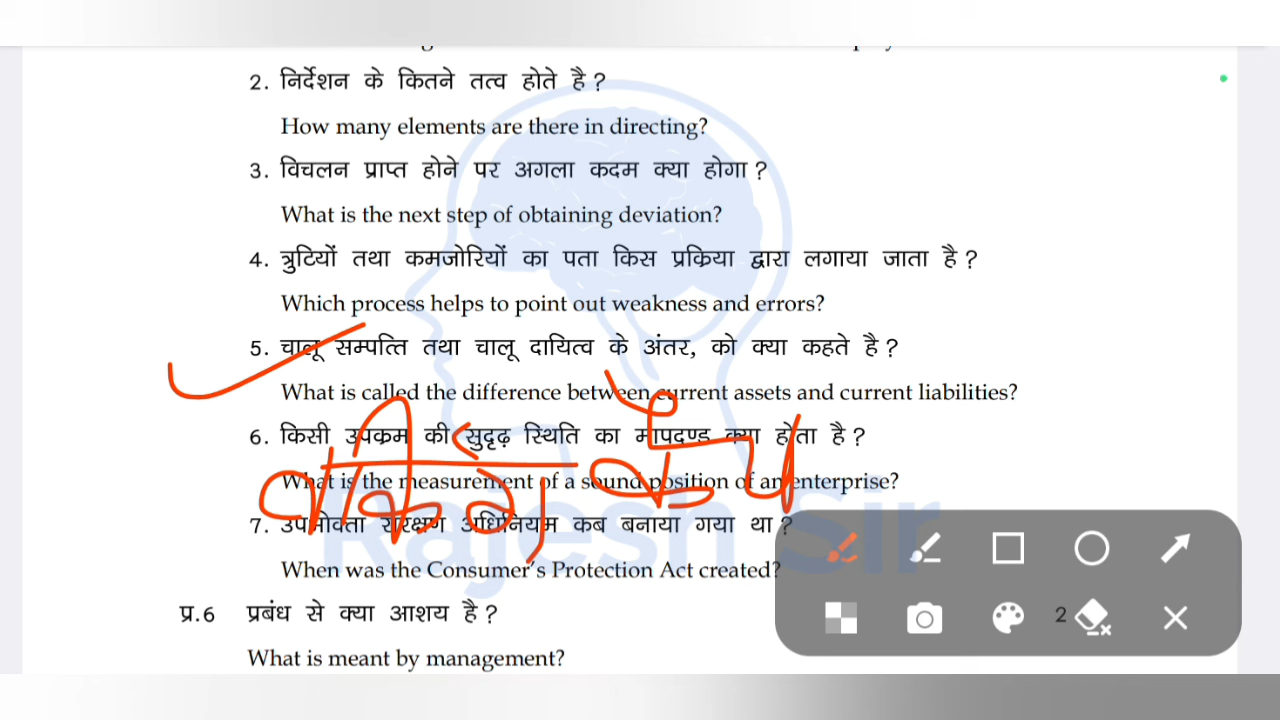 2. निर्देशन के कितने तत्व होते है ?
How many elements are there in directing?
3. विचलन प्राप्त होने पर अगला कदम क्या होगा ?
What is the next step of obtaining deviation?
4. त्रुटियों तथा कमजोरियों का पता किस प्रक्रिया द्वारा लगाया जाता है ?
Which process helps to point out weakness and errors?
5. चालू सम्पत्ति तथा चालू दायित्व के अंतर, को क्या कहते है ?
What is called the difference between current assets and current liabilities?
6. किसी उपक्रम की सुदृढ़ स्थिति का मापदण्ड क्या होता है ?
What is the measurement of a sound position of an enterprise?
7. उपभोक्ता संरक्षण अधिनियम कब बनाया गया था ?
When was the Consumer's Protection Act created?
2
प्र.6 प्रबंध से क्या आशय है ?
What is meant by management?
Rajesh Sir